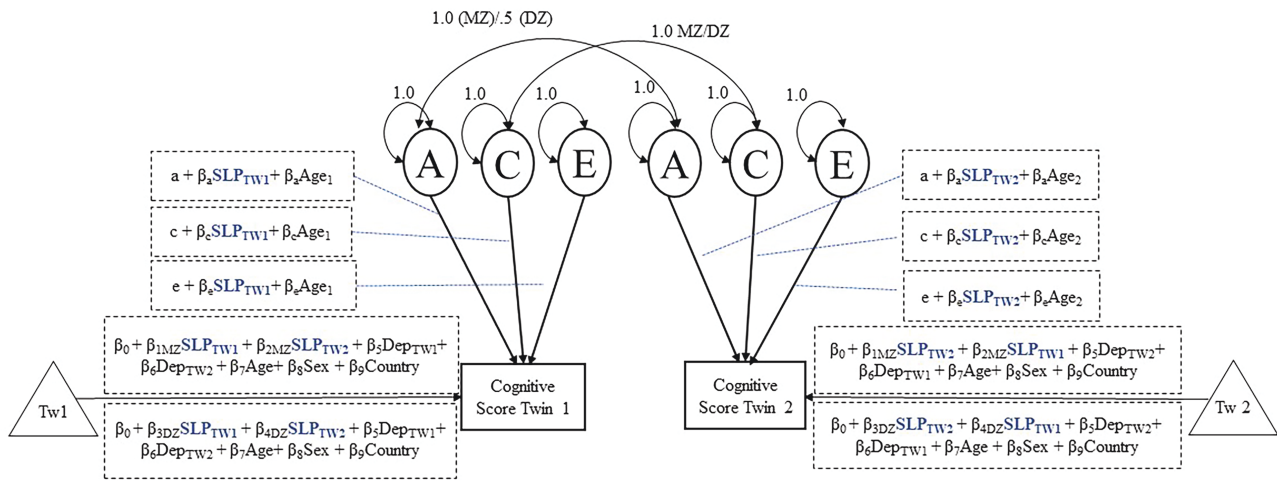 1.0 (MZ)/.5 (DZ)
1.0 MZ/DZ
1.0 1.0 1.0 1.0 1.0 1.0
A C E A C E
a + βaSLPTW1+ βaAge1
c + βcSLPTW1+ βcAge1
e + βeSLPTW1+ βeAge1
a + βaSLPTW2+ βaAge2
c + βcSLPTW2+ βcAge2
e + βeSLPTW2+ βeAge2
β0 + β1MZSLPTW1 + β2MZSLPTW2 + β5DepTW1+
β6DepTW2 + β7Age+ β8Sex + β9Country
Tw1
β0 + β3DZSLPTW1 + β4DZSLPTW2 + β5DepTW1+
β6DepTW2 + β7Age+ β8Sex + β9Country
Cognitive
Score Twin 1
Cognitive
Score Twin 2
β0 + β1MZSLPTW2 + β2MZSLPTW1 + β5DepTW2+
β6DepTW1 + β7Age+ β8Sex + β9Country
Tw 2
β0 + β3DZSLPTW2 + β4DZSLPTW1 + β5DepTW2+
β6DepTW1 + β7Age + β8Sex + β9Country